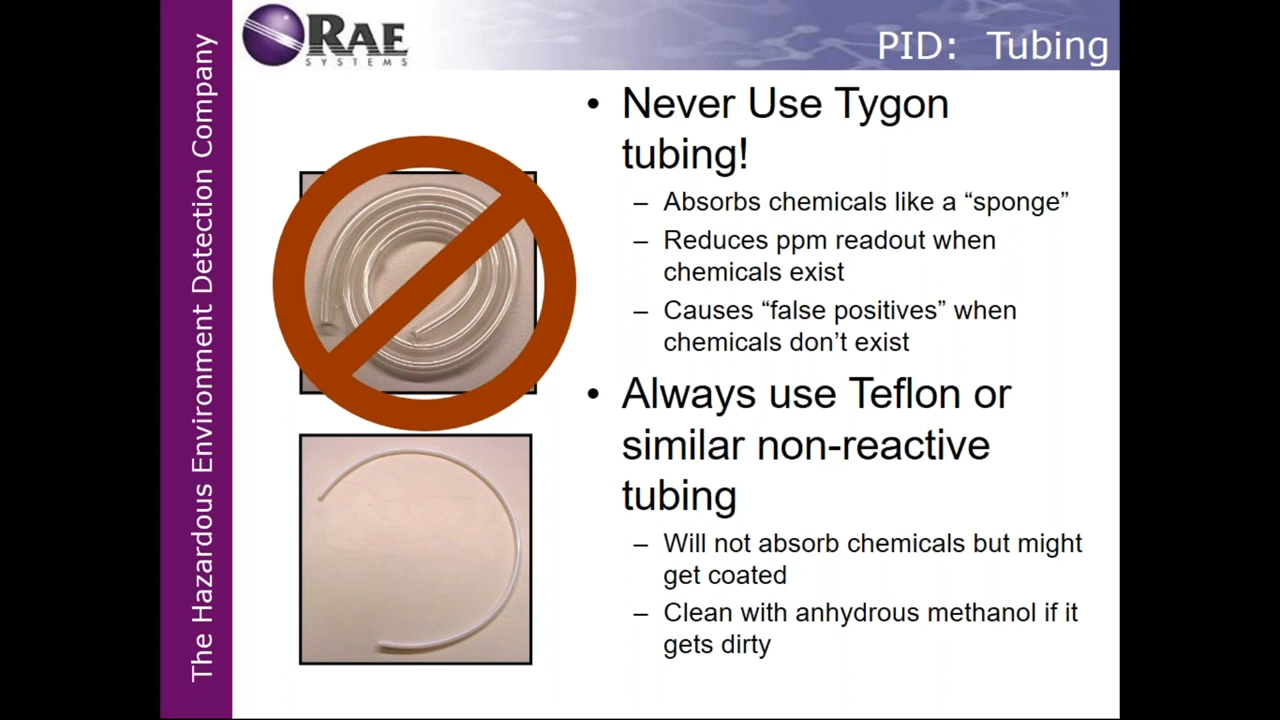 The Hazardous Environment Detection Company
RAE
SYSTEMS
PID: Tubing
• Never Use Tygon
tubing!
– Absorbs chemicals like a “sponge”
– Reduces ppm readout when
chemicals exist
– Causes “false positives” when
chemicals don’t exist
• Always use Teflon or
similar non-reactive
tubing
– Will not absorb chemicals but might
get coated
– Clean with anhydrous methanol if it
gets dirty